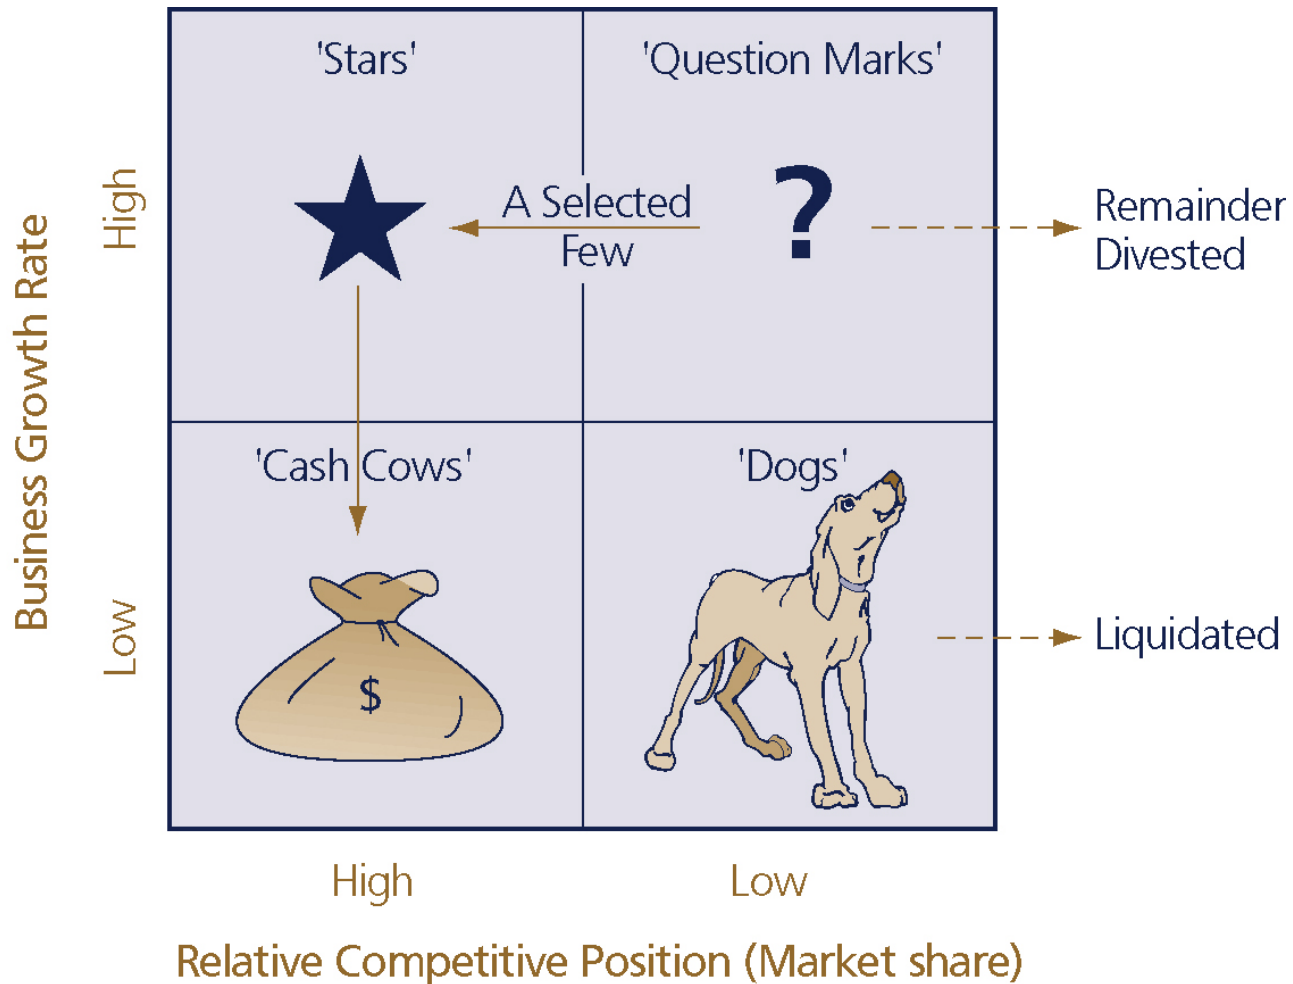 'Stars'
'Question Marks'
A Selected
Few
?
Remainder
Divested
'Cash Cows'
'Dogs'
$
Liquidated
Business Growth Rate
High
Low
High
Low
Relative Competitive Position (Market share)